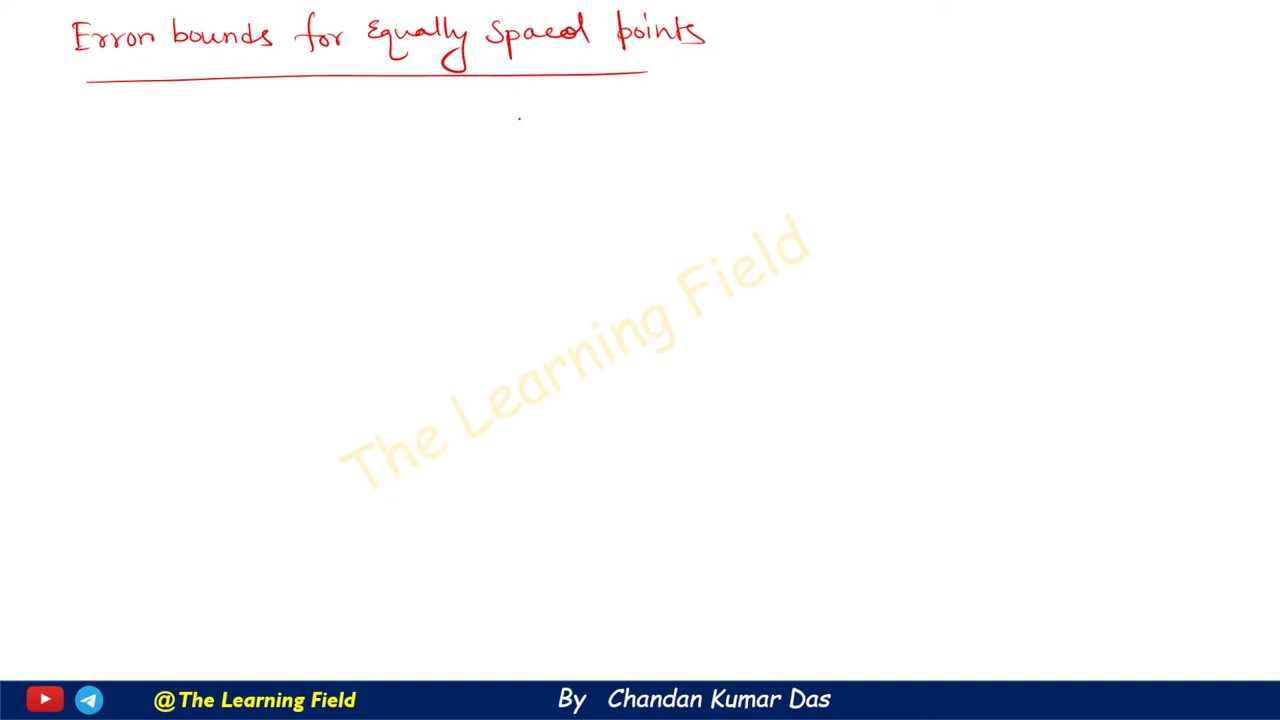 Error bounds for Equally spaced points
The Learning Field
@The Learning Field
By Chandan Kumar Das